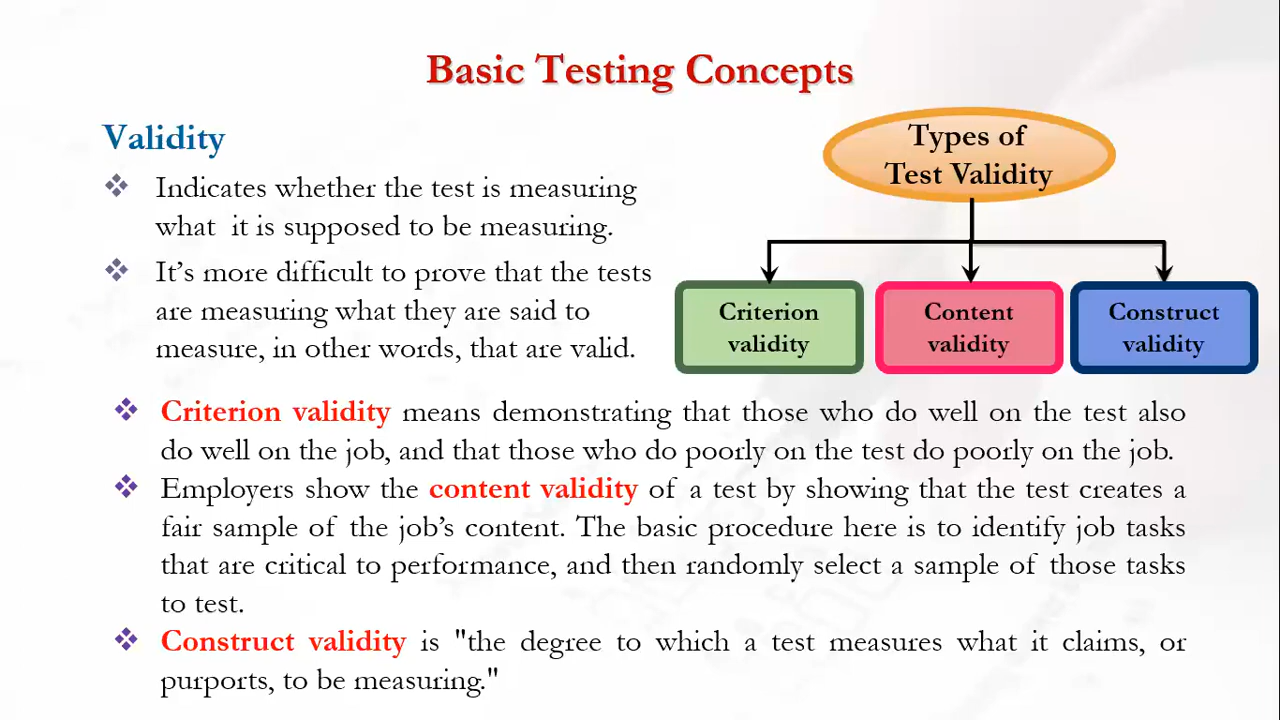 Basic Testing Concepts
Validity
❖ Indicates whether the test is measuring
what it is supposed to be measuring.
❖ It’s more difficult to prove that the tests
are measuring what they are said to
measure, in other words, that are valid.
Types of
Test Validity
Criterion
validity
Content
validity
Construct
validity
❖ Criterion validity means demonstrating that those who do well on the test also
do well on the job, and that those who do poorly on the test do poorly on the job.
❖ Employers show the content validity of a test by showing that the test creates a
fair sample of the job’s content. The basic procedure here is to identify job tasks
that are critical to performance, and then randomly select a sample of those tasks
to test.
❖ Construct validity is "the degree to which a test measures what it claims, or
purports, to be measuring."